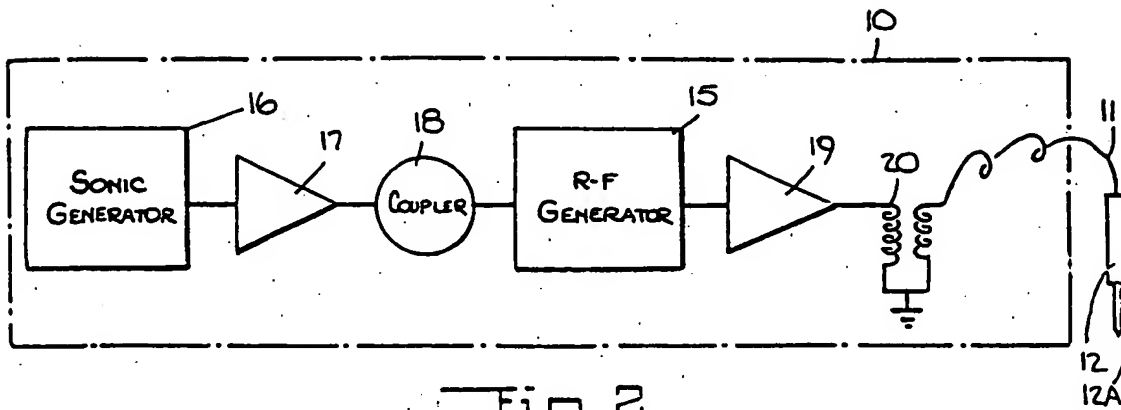 10
16
17
18
15
19
20
11
SONIC
GENERATOR
COUPLER
R-F
GENERATOR
12
12A
Fig. 2